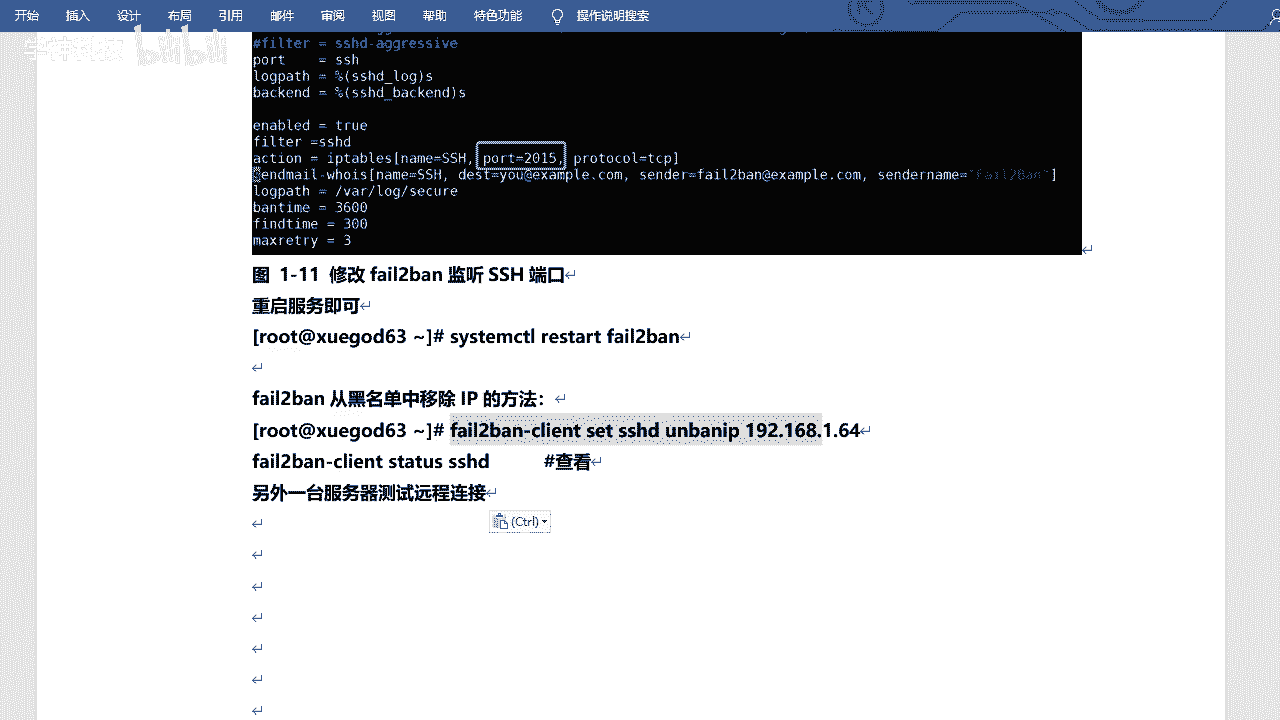 开始 插入 设计 布局 引用 邮件 审阅 视图 帮助 特色功能 操作说明搜索
bilibili
#filter = sshd-aggressive
port    = ssh
logpath = %(sshd_log)s
backend = %(sshd_backend)s
enabled = true
filter =sshd
action = iptables[name=SSH, port=2015, protocol=tcp]
sendmail-whois[name=SSH, dest=you@example.com, sender=fail2ban@example.com, sendername="Fail2Ban"]
logpath = /var/log/secure
bantime = 3600
findtime = 300
maxretry = 3
图 1-11 修改 fail2ban 监听 SSH 端口
重启服务即可
[root@xuegod63 ~]# systemctl restart fail2ban
fail2ban 从黑名单中移除 IP 的方法：
[root@xuegod63 ~]# fail2ban-client set sshd unbanip 192.168.1.64
fail2ban-client status sshd #查看
另外一台服务器测试远程连接
(Ctrl)